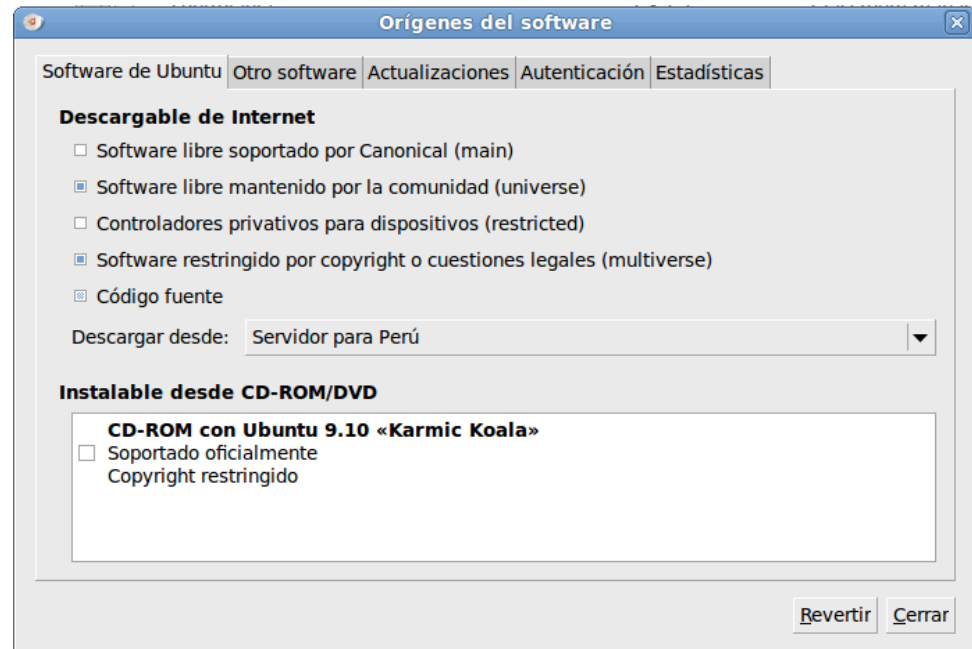 Orígenes del software
Software de Ubuntu Otro software Actualizaciones Autenticación Estadísticas
Descargable de Internet
Software libre soportado por Canonical (main)
Software libre mantenido por la comunidad (universe)
Controladores privativos para dispositivos (restricted)
Software restringido por copyright o cuestiones legales (multiverse)
Código fuente
Descargar desde: Servidor para Perú
Instalable desde CD-ROM/DVD
CD-ROM con Ubuntu 9.10 «Karmic Koala»
Soportado oficialmente
Copyright restringido
Revertir Cerrar